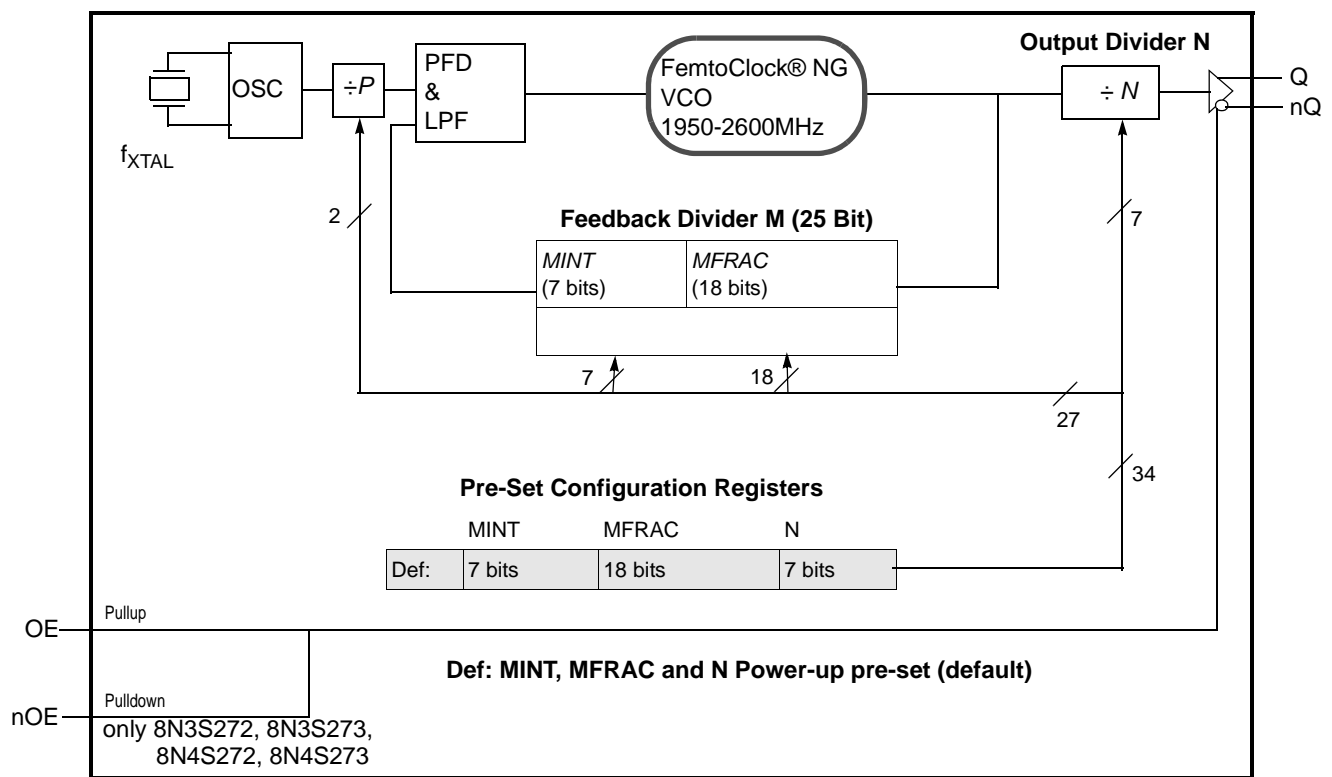 Output Divider N
OSC
÷P
PFD
&
LPF
FemtoClock® NG
VCO
1950-2600MHz
÷ N
Q
nQ
fXTAL
2
7
Feedback Divider M (25 Bit)
MINT
(7 bits)
MFRAC
(18 bits)
7
18
27
34
Pre-Set Configuration Registers
MINT MFRAC N
Def: 7 bits 18 bits 7 bits
Pullup
OE
Def: MINT, MFRAC and N Power-up pre-set (default)
Pulldown
nOE
only 8N3S272, 8N3S273,
8N4S272, 8N4S273